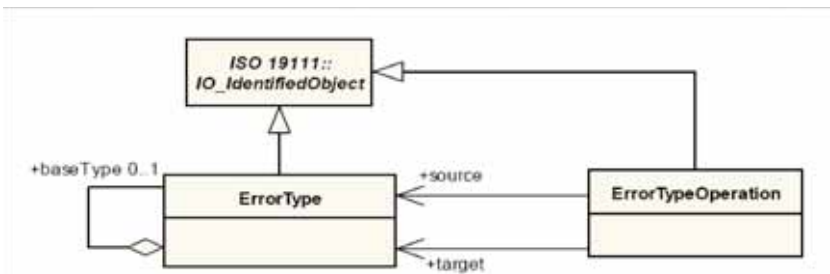 ISO 19111::
IO_IdentifiedObject
+baseType 0..1
ErrorType
+source
ErrorTypeOperation
+target